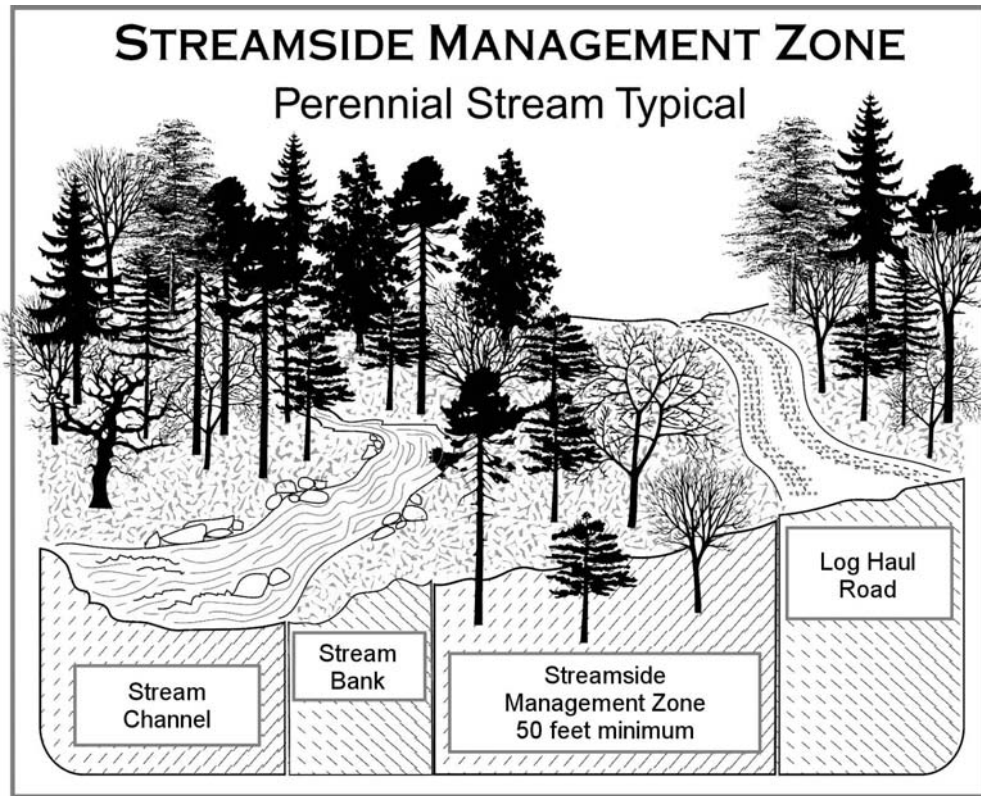 STREAMSIDE MANAGEMENT ZONE
Perennial Stream Typical
Log Haul
Road
Stream
Bank
Stream
Channel
Streamside
Management Zone
50 feet minimum